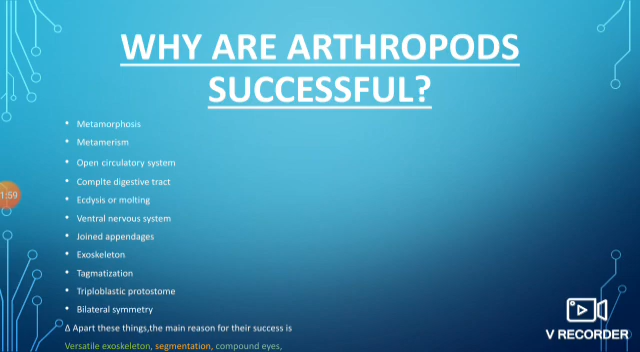 WHY ARE ARTHROPODS
SUCCESSFUL?
• Metamorphosis
• Metamerism
• Open circulatory system
• Complte digestive tract
1:59
• Ecdysis or molting
• Ventral nervous system
• Joined appendages
• Exoskeleton
• Tagmatization
• Triploblastic protostome
• Bilateral symmetry
Δ Apart these things,the main reason for their success is
Versatile exoskeleton, segmentation, compound eyes,
V RECORDER